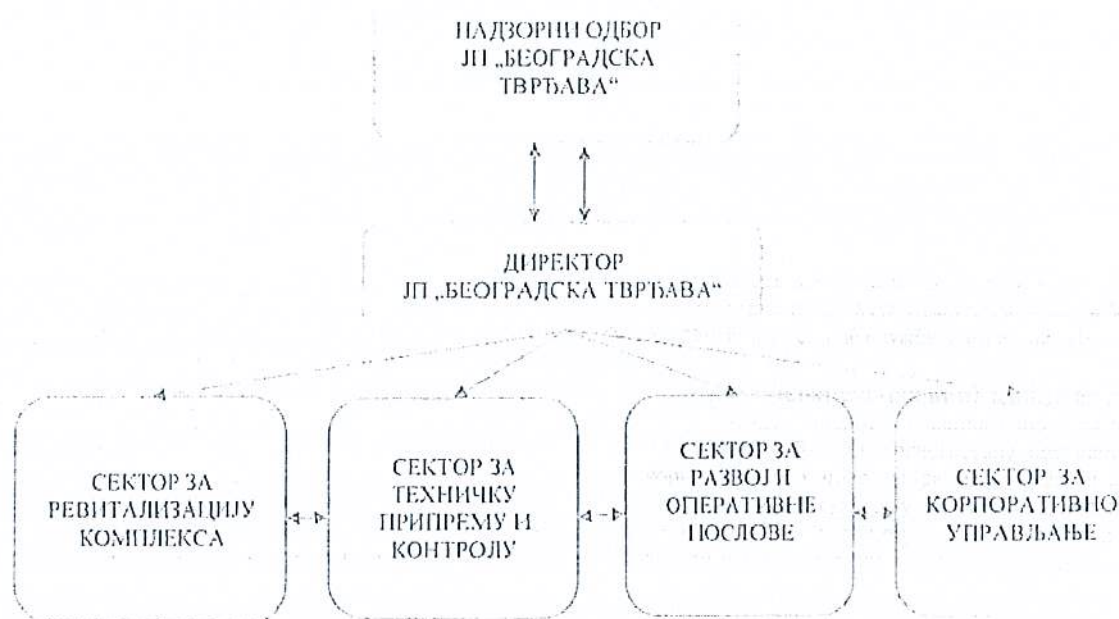 НАДЗОРНИ ОДБОР
ЈП „БЕОГРАДСКА
ТВРЂАВА“
ДИРЕКТОР
ЈП „БЕОГРАДСКА ТВРЂАВА“
СЕКТОР ЗА
РЕВИТАЛИЗАЦИЈУ
КОМПЛЕКСА
СЕКТОР ЗА
ТЕХНИЧКУ
ПРИПРЕМУ И
КОНТРОЛУ
СЕКТОР ЗА
РАЗВОЈ И
ОПЕРАТИВНЕ
ПОСЛОВЕ
СЕКТОР ЗА
КОРПОРАТИВНО
УПРАВЉАЊЕ